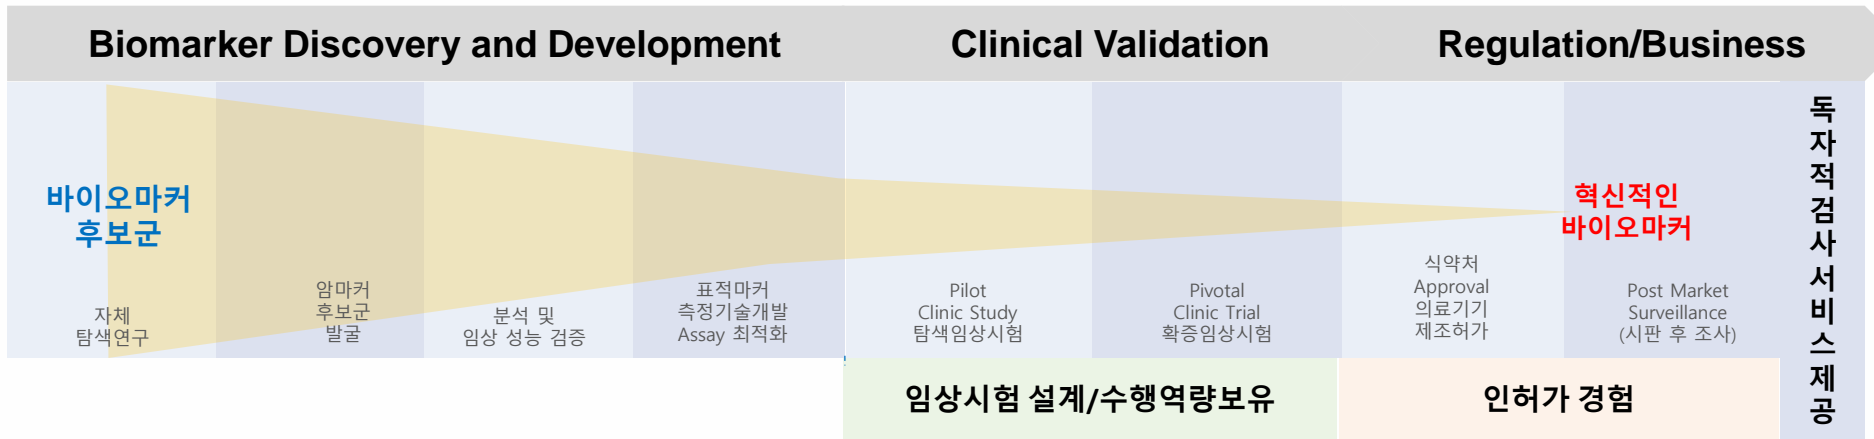 Biomarker Discovery and Development
Clinical Validation
Regulation/Business
바이오마커
후보군
자체
탐색연구
암마커
후보군
발굴
분석 및
임상 성능 검증
표적마커
측정기술개발
Assay 최적화
Pilot
Clinic Study
탐색임상시험
Pivotal
Clinic Trial
확증임상시험
식약처
Approval
의료기기
제조허가
혁신적인
바이오마커
Post Market
Surveillance
(시판 후 조사)
독자적검사서비스제공
임상시험 설계/수행역량보유
인허가 경험